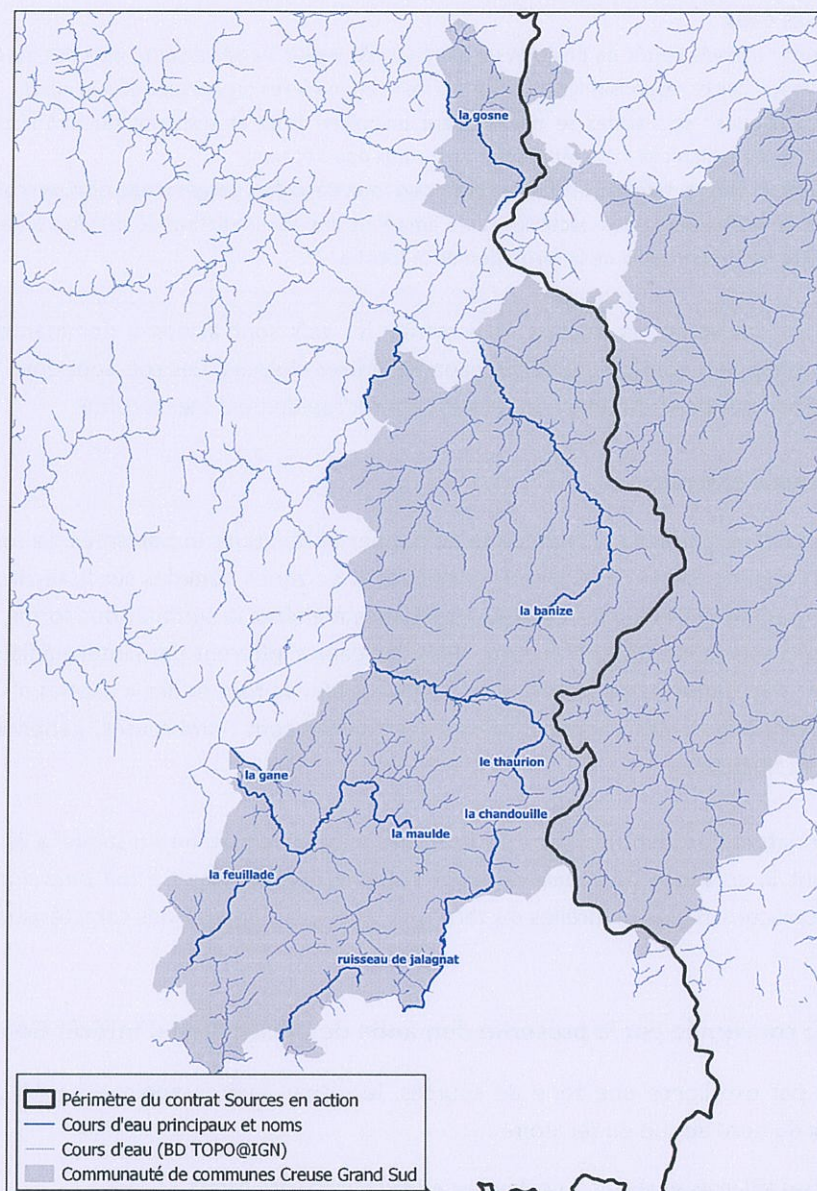 la gosne
la banize
le thaurion
la gane
la chandouille
la maulde
la feuillade
ruisseau de jalagnat
Périmètre du contrat Sources en action
Cours d'eau principaux et noms
Cours d'eau (BD TOPO@IGN)
Communauté de communes Creuse Grand Sud